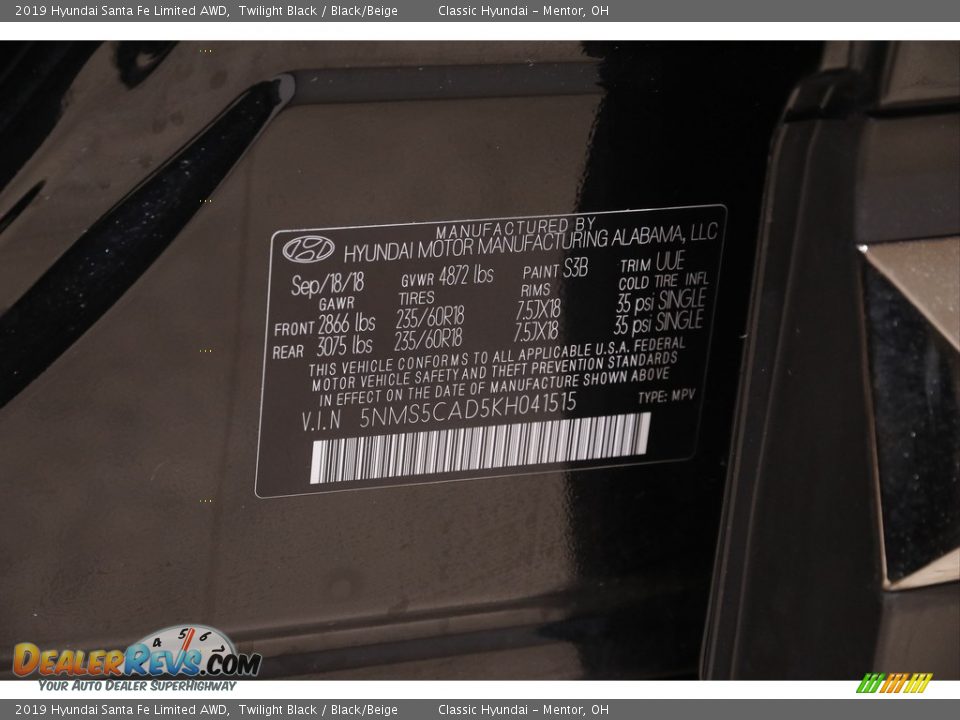 2019 Hyundai Santa Fe Limited AWD, Twilight Black / Black/Beige Classic Hyundai - Mentor, OH
MANUFACTURED BY
HYUNDAI MOTOR MANUFACTURING ALABAMA, LLC
Sep/18/18 GVWR 4872 lbs PAINT S3B TRIM UUE
GAWR TIRES RIMS COLD TIRE INFL
FRONT 2866 lbs 235/60R18 7.5JX18 35 psi SINGLE
REAR 3075 lbs 235/60R18 7.5JX18 35 psi SINGLE
THIS VEHICLE CONFORMS TO ALL APPLICABLE U.S.A. FEDERAL
MOTOR VEHICLE SAFETY AND THEFT PREVENTION STANDARDS
IN EFFECT ON THE DATE OF MANUFACTURE SHOWN ABOVE
V.I.N 5NMS5CAD5KH041515 TYPE: MPV
4 5 6 7
DEALERREVS.COM
YOUR AUTO DEALER SUPERHIGHWAY
2019 Hyundai Santa Fe Limited AWD, Twilight Black / Black/Beige Classic Hyundai - Mentor, OH